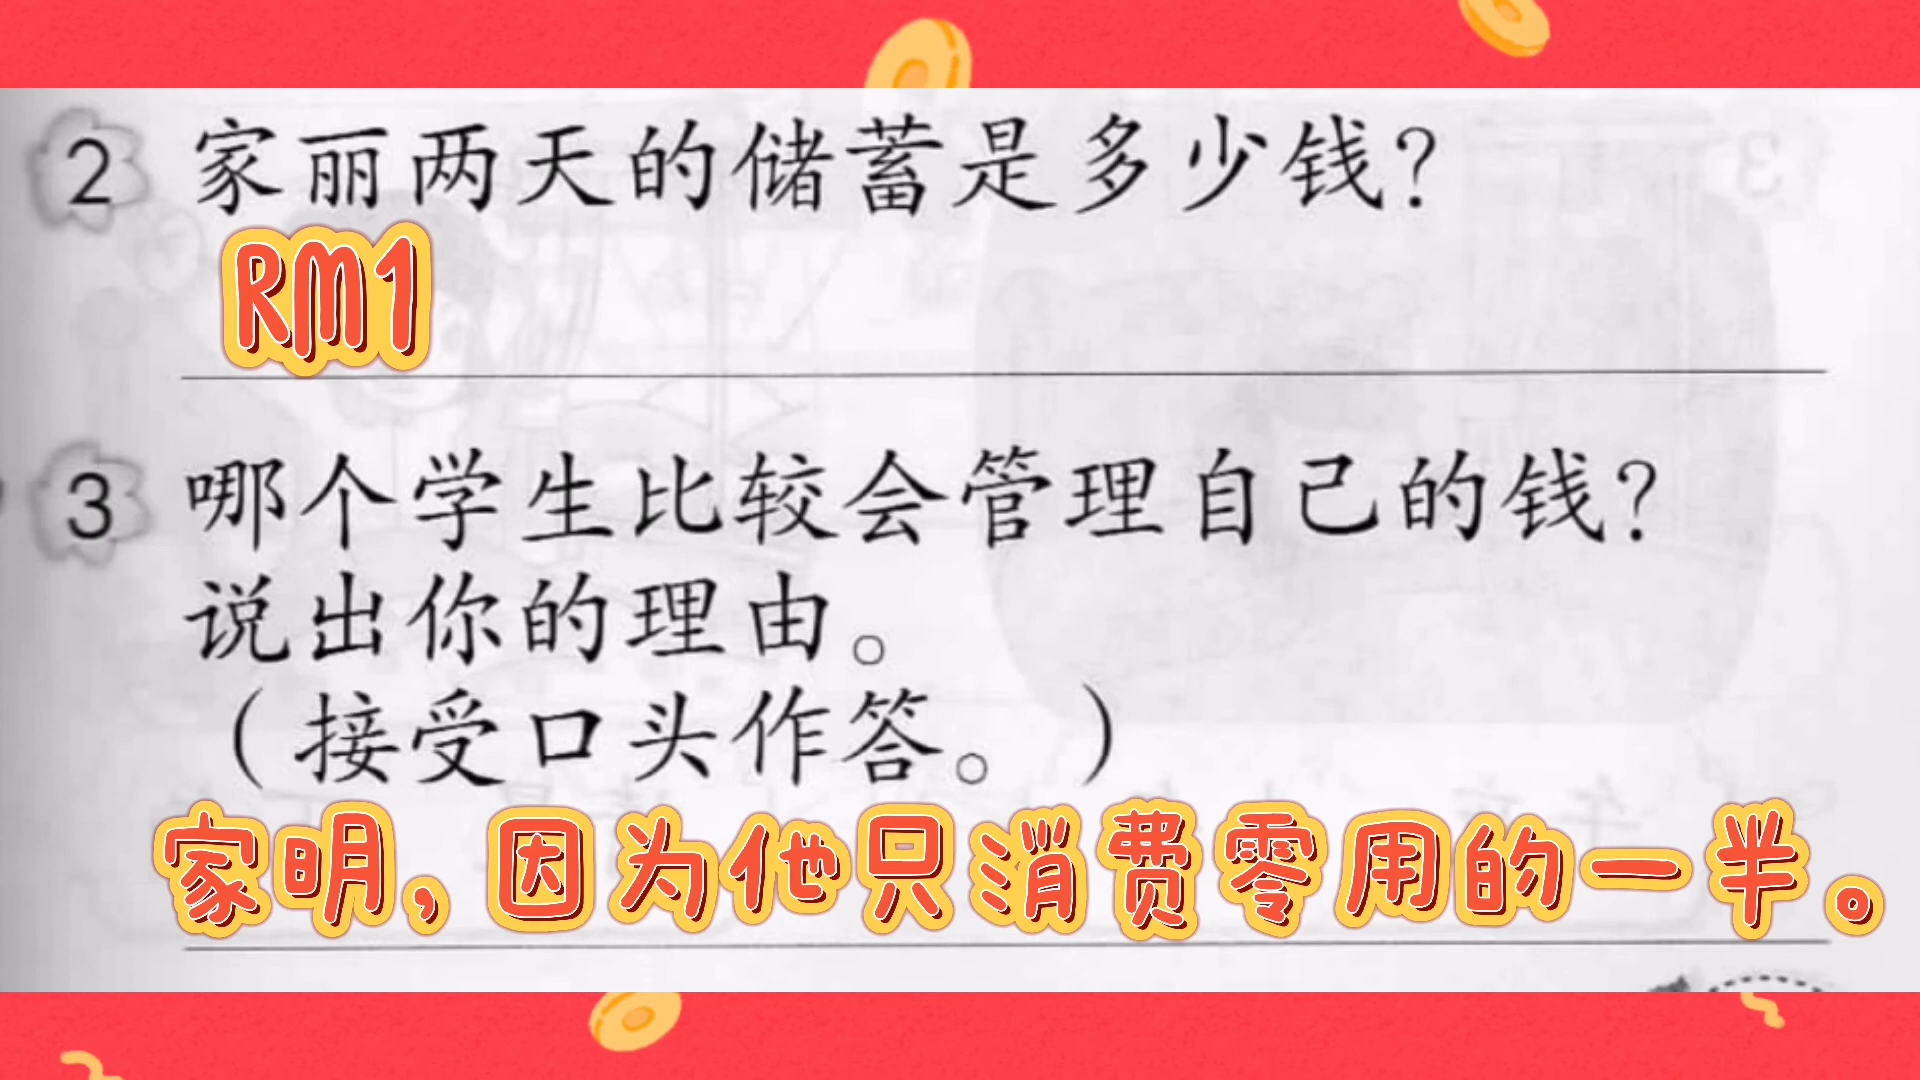 2 家丽两天的储蓄是多少钱？
RM1
3 哪个学生比较会管理自己的钱？
说出你的理由。
（接受口头作答。）
家明，因为他只消费零用的一半。